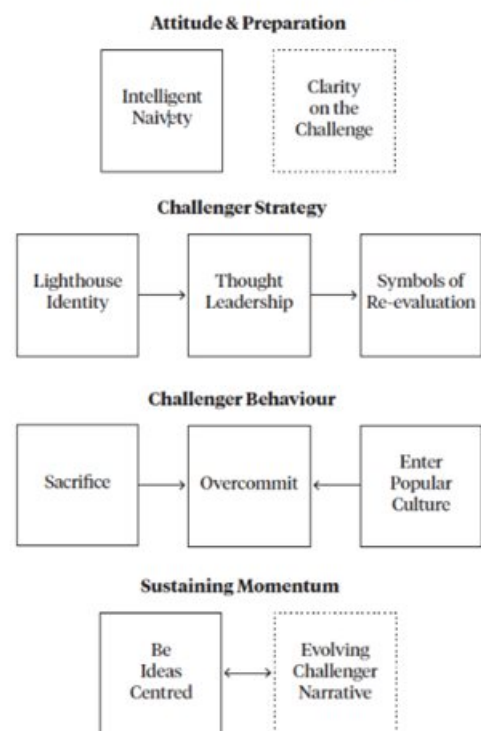 Attitude & Preparation
Intelligent
Naivety
Clarity
on the
Challenge
Challenger Strategy
Lighthouse
Identity
Thought
Leadership
Symbols of
Re-evaluation
Challenger Behaviour
Sacrifice
Overcommit
Enter
Popular
Culture
Sustaining Momentum
Be
Ideas
Centred
Evolving
Challenger
Narrative